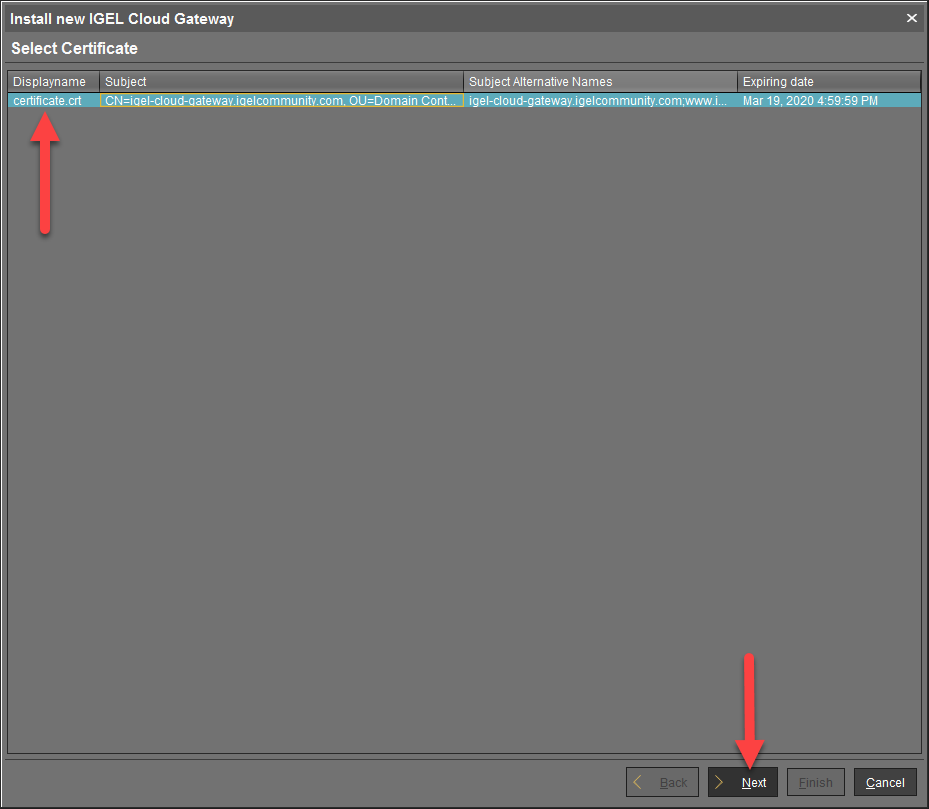 Install new IGEL Cloud Gateway
Select Certificate
Displayname Subject Subject Alternative Names Expiring date
certificate.crt CN=igel-cloud-gateway.igelcommunity.com, OU=Domain Cont... igel-cloud-gateway.igelcommunity.com;www.i... Mar 19, 2020 4:59:59 PM
Back Next Finish Cancel